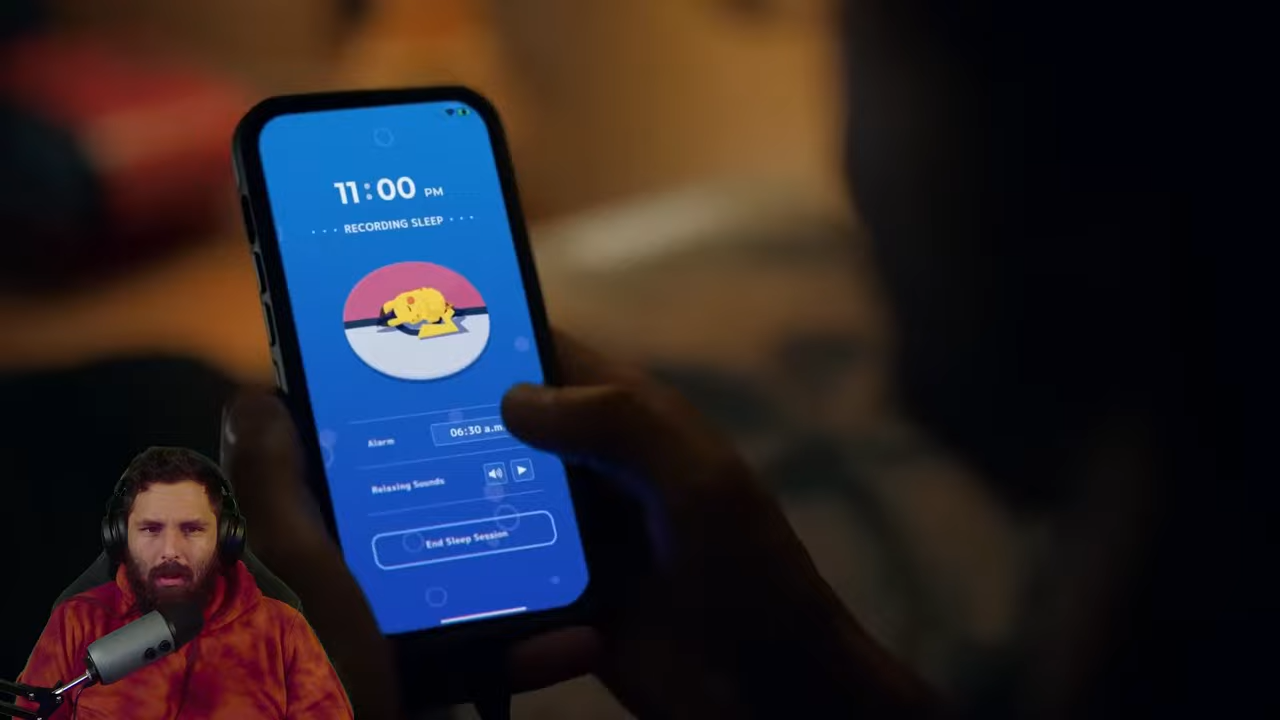 11:00 PM
· · · RECORDING SLEEP · · ·
Alarm 06:30 a.m
Relaxing Sounds
End Sleep Session